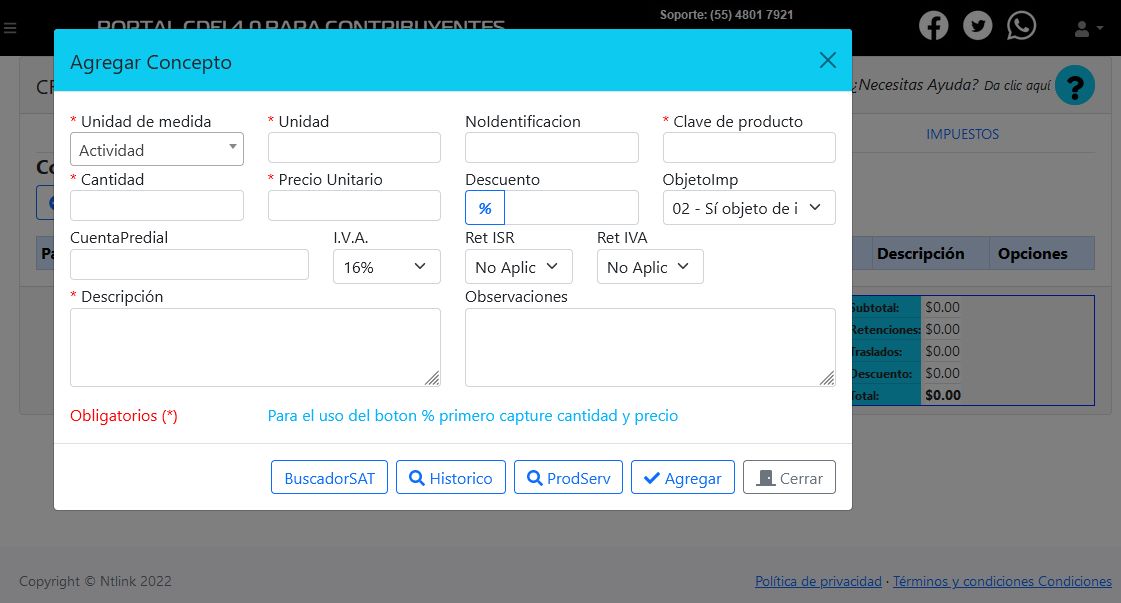 Soporte: (55) 4801 7921
PORTAL CFDI 4.0 PARA CONTRIBUYENTES
Agregar Concepto
¿Necesitas Ayuda? Da clic aquí
?
IMPUESTOS
* Unidad de medida * Unidad NoIdentificacion * Clave de producto
Actividad
* Cantidad * Precio Unitario Descuento ObjetoImp
% 02 - Sí objeto de i
CuentaPredial I.V.A. Ret ISR Ret IVA
16% No Aplic No Aplic
Descripción Opciones
* Descripción Observaciones
Subtotal: $0.00
Retenciones: $0.00
Traslados: $0.00
Descuento: $0.00
Total: $0.00
Obligatorios (*) Para el uso del boton % primero capture cantidad y precio
BuscadorSAT Historico ProdServ Agregar Cerrar
Copyright © Ntlink 2022 Política de privacidad · Términos y condiciones Condiciones